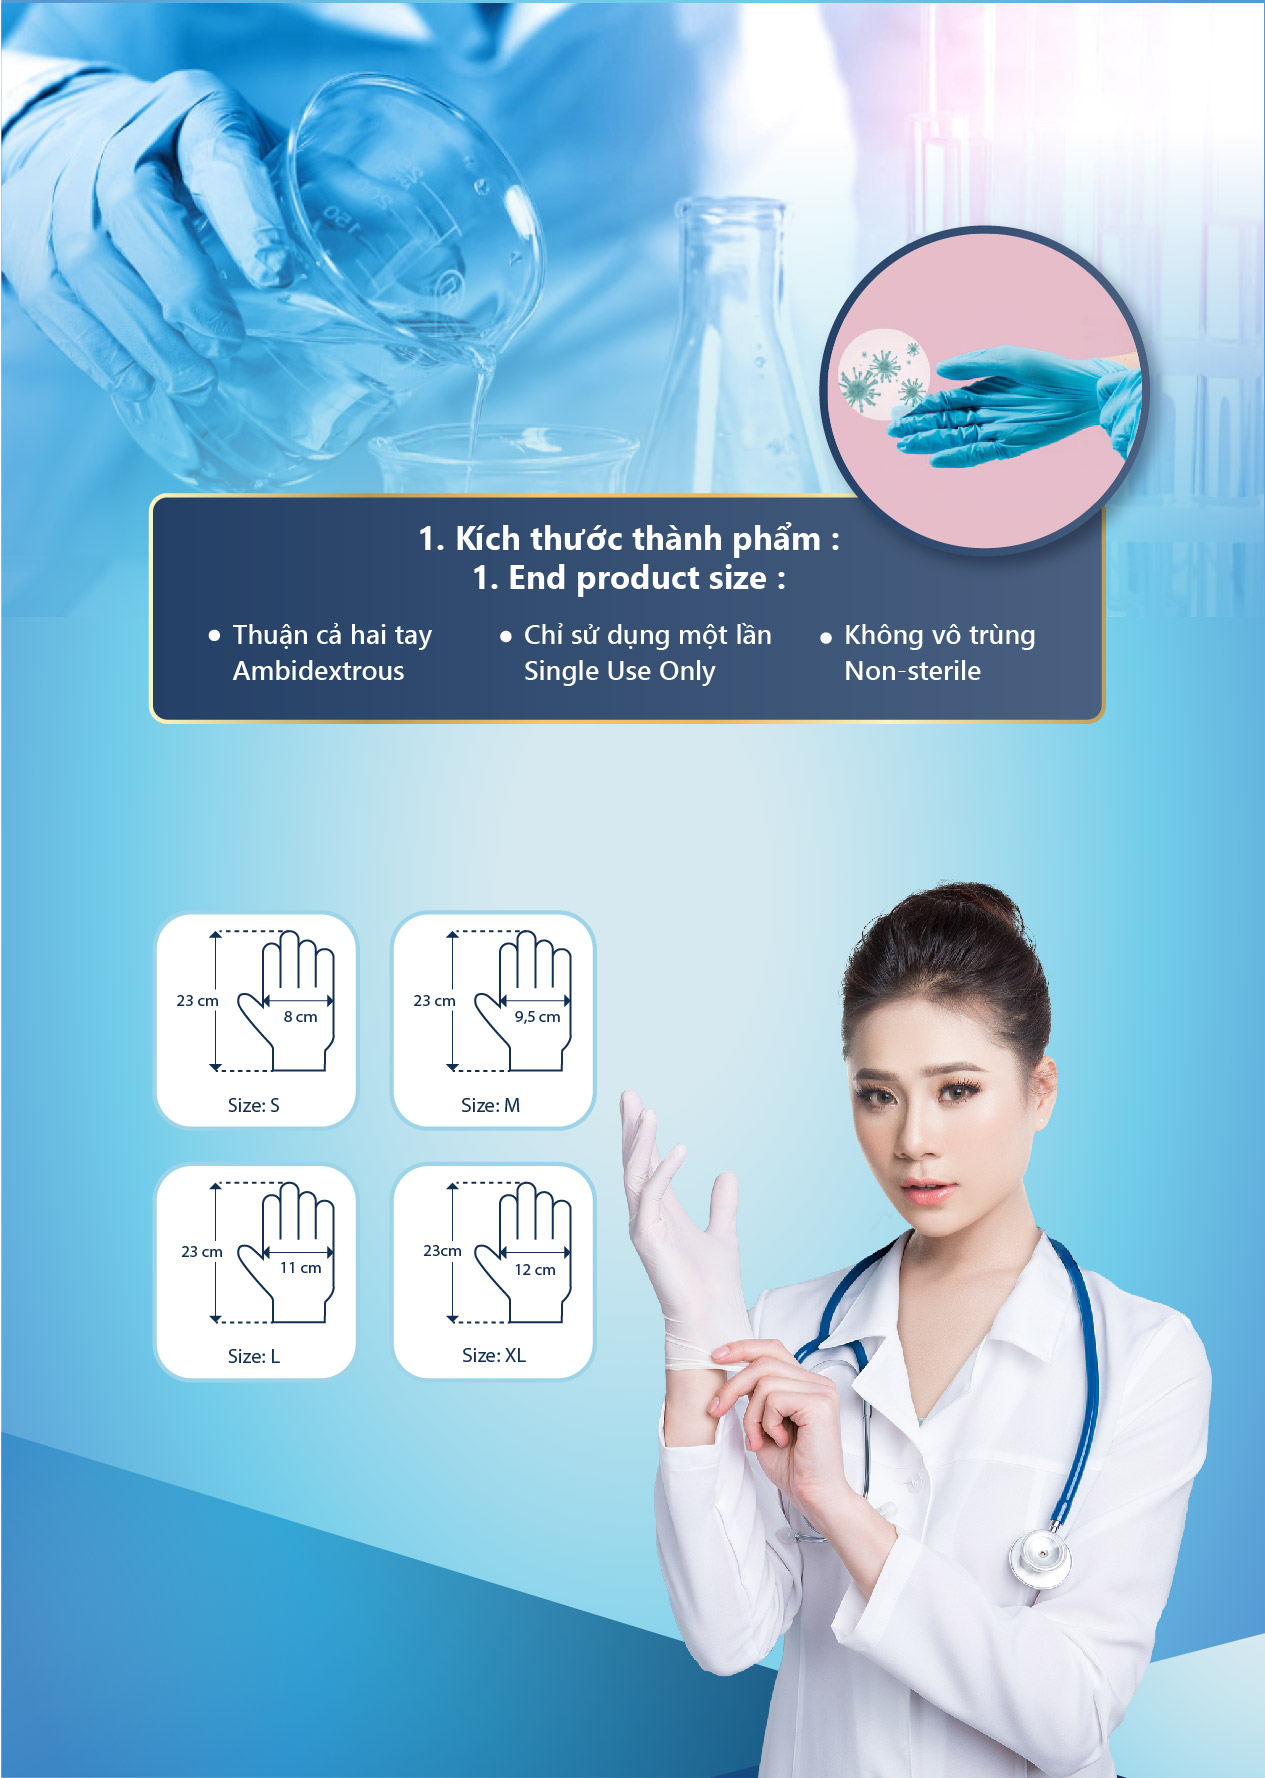 1. Kích thước thành phẩm :
1. End product size :
● Thuận cả hai tay
Ambidextrous
● Chỉ sử dụng một lần
Single Use Only
● Không vô trùng
Non-sterile
23 cm
8 cm
Size: S
23 cm
9,5 cm
Size: M
23 cm
11 cm
Size: L
23cm
12 cm
Size: XL